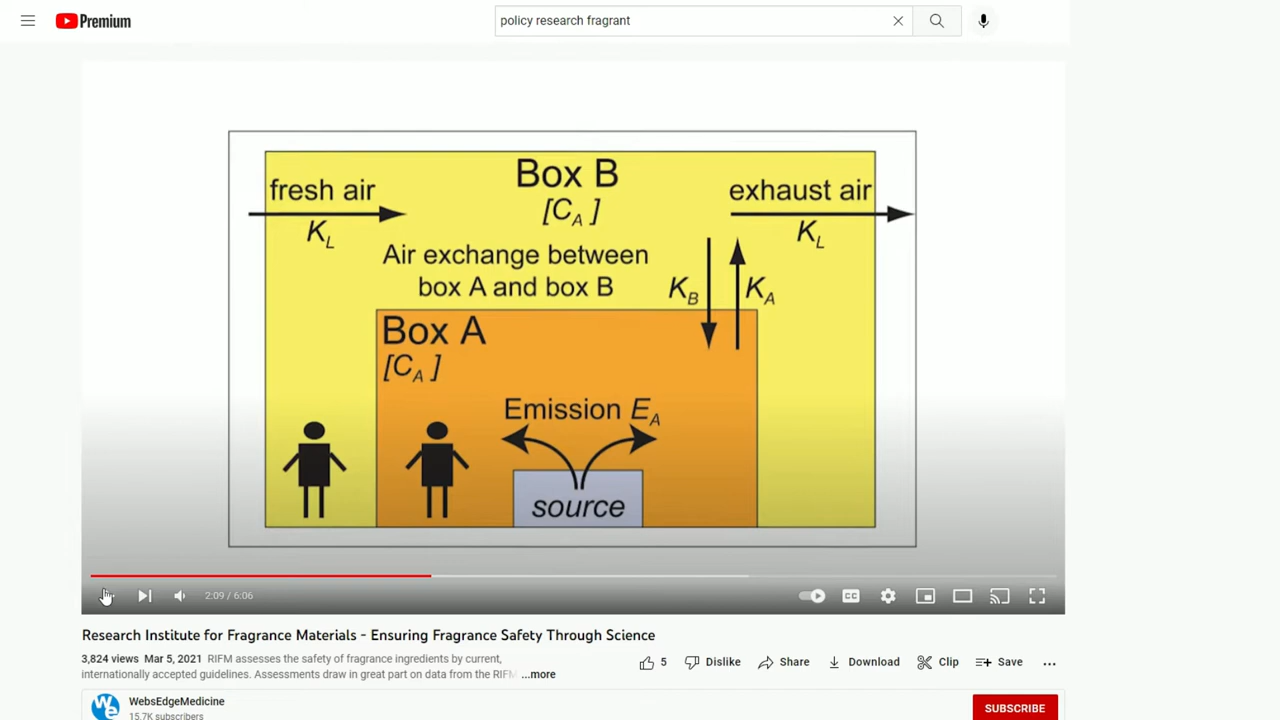 Premium
policy research fragrant
Box B
[C_A]
fresh air
K_L
exhaust air
K_L
Air exchange between
box A and box B
K_B
K_A
Box A
[C_A]
Emission E_A
source
2:09 / 6:06
CC
Research Institute for Fragrance Materials - Ensuring Fragrance Safety Through Science
3,824 views Mar 5, 2021 RIFM assesses the safety of fragrance ingredients by current,
internationally accepted guidelines. Assessments draw in great part on data from the RIFM ...more
5 Dislike Share Download Clip Save
We
WebsEdgeMedicine
15.7K subscribers
SUBSCRIBE